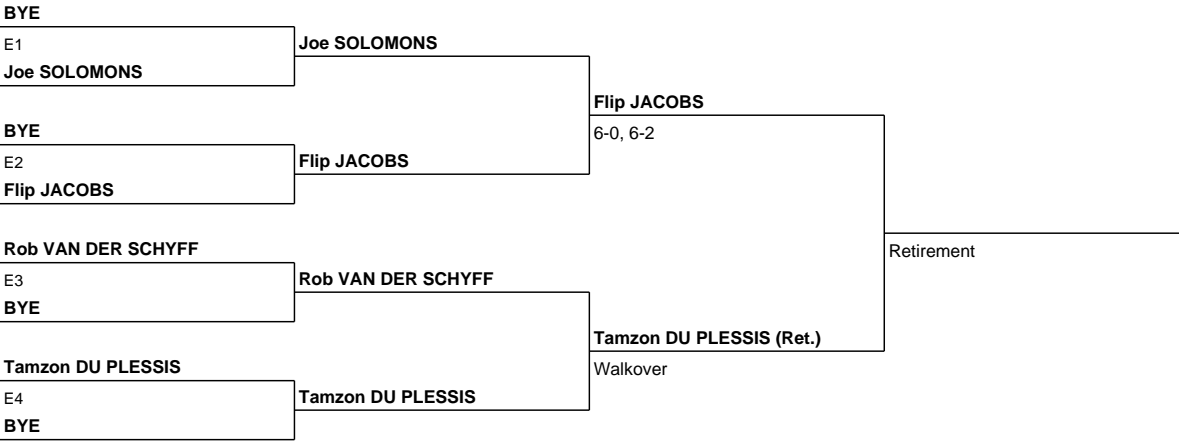 BYE
E1
Joe SOLOMONS
Joe SOLOMONS
BYE
E2
Flip JACOBS
Flip JACOBS
Flip JACOBS
6-0, 6-2
Rob VAN DER SCHYFF
E3
BYE
Rob VAN DER SCHYFF
Tamzon DU PLESSIS
E4
BYE
Tamzon DU PLESSIS
Tamzon DU PLESSIS (Ret.)
Walkover
Retirement